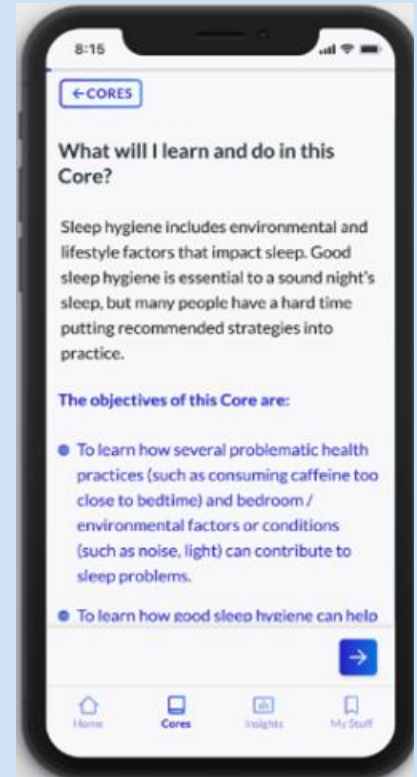 8:15
←CORES
What will I learn and do in this
Core?
Sleep hygiene includes environmental and
lifestyle factors that impact sleep. Good
sleep hygiene is essential to a sound night's
sleep, but many people have a hard time
putting recommended strategies into
practice.
The objectives of this Core are:
To learn how several problematic health
practices (such as consuming caffeine too
close to bedtime) and bedroom /
environmental factors or conditions
(such as noise, light) can contribute to
sleep problems.
To learn how good sleep hygiene can help
→
Home Cores Insights My Stuff